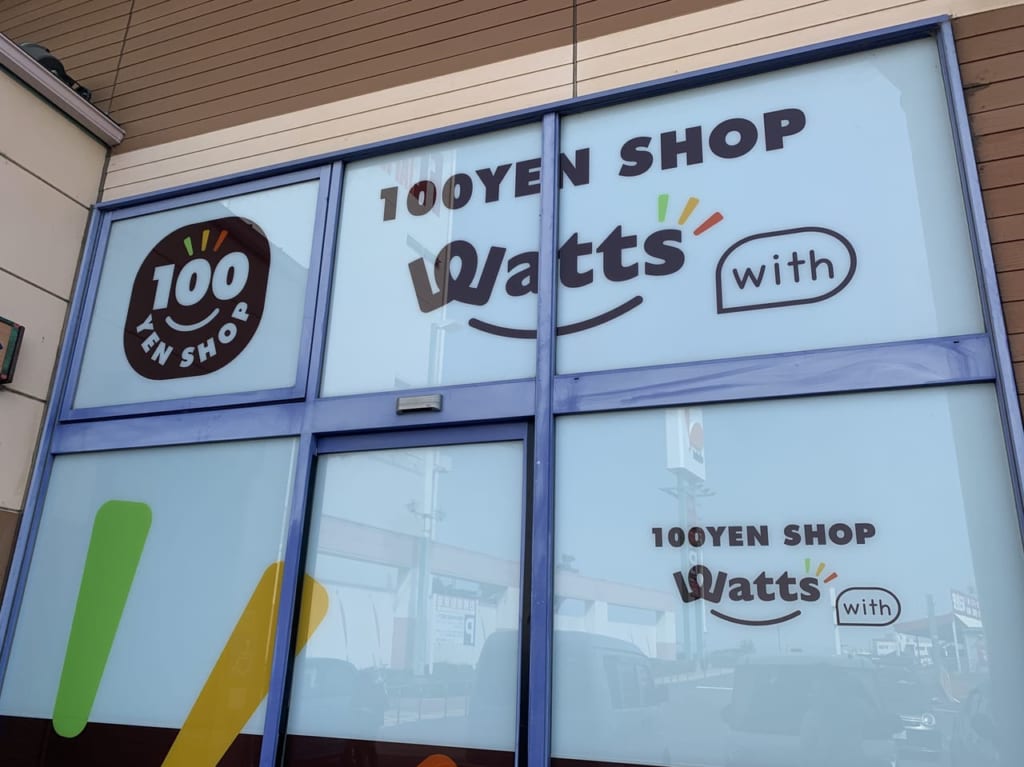 100
YEN SHOP
100YEN SHOP
Watts
with
100YEN SHOP
Watts
with
P